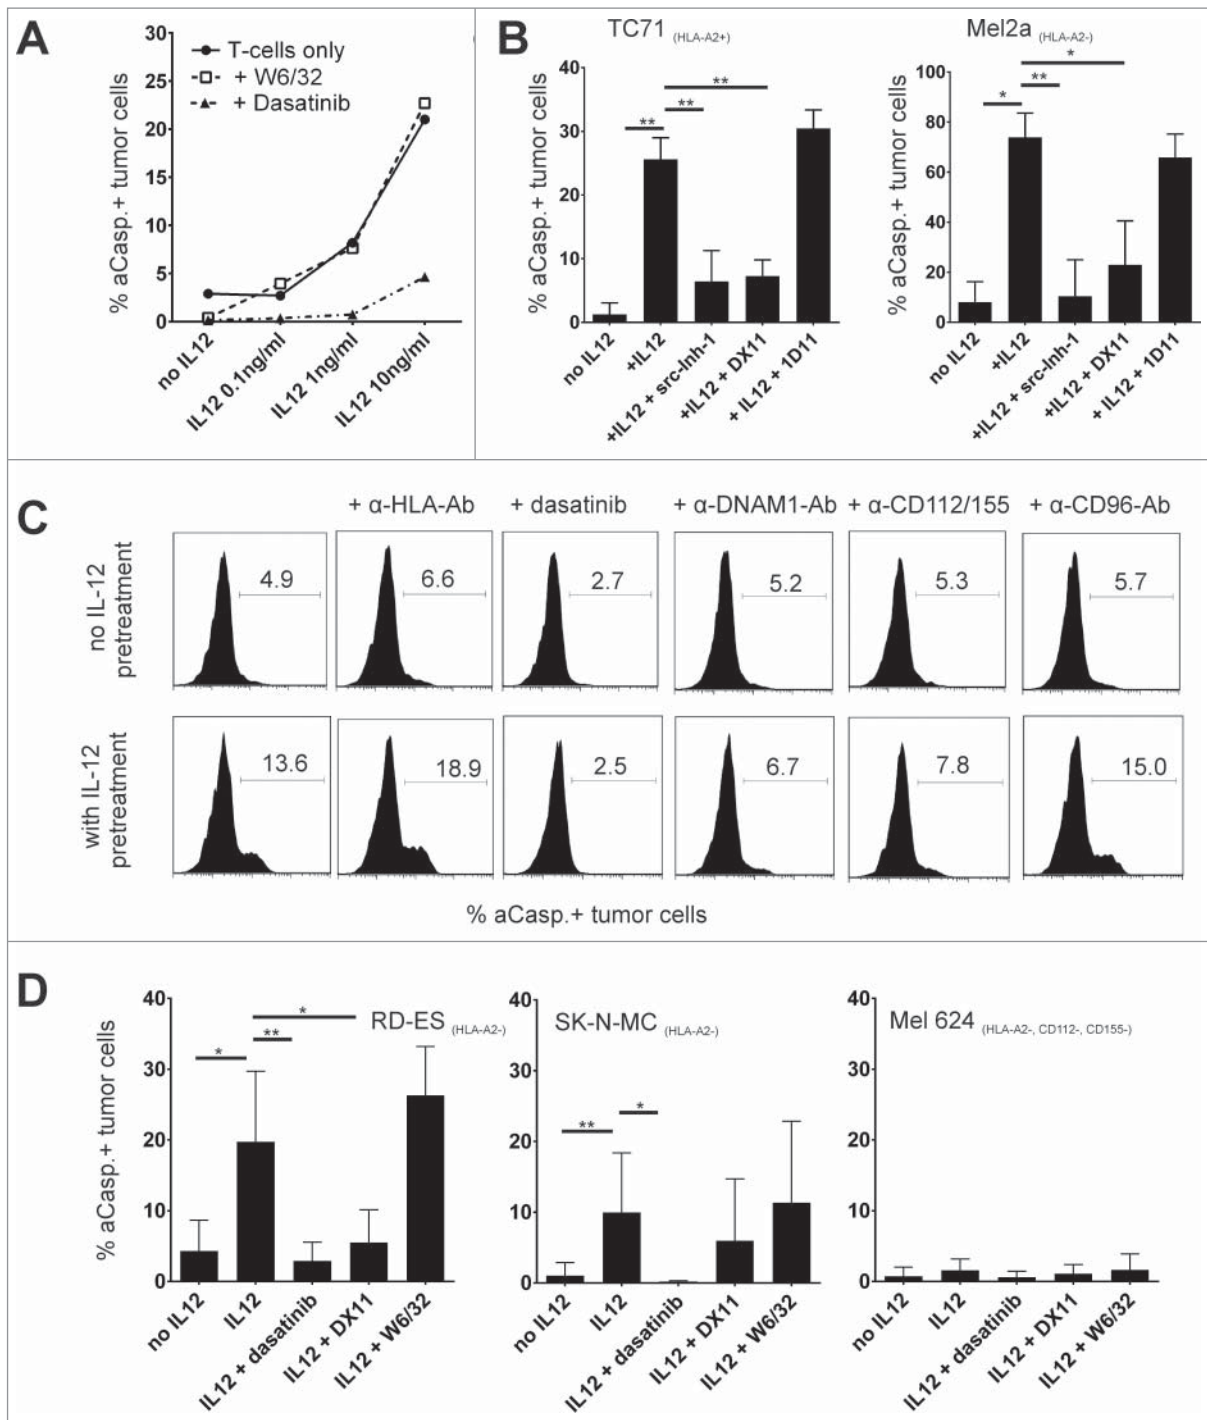 A
30
25
20
15
10
5
0
% aCasp.+ tumor cells
T-cells only
+ W6/32
+ Dasatinib
no IL12
IL12 0.1ng/ml
IL12 1ng/ml
IL12 10ng/ml
B
TC71 (HLA-A2+)
40
30
20
10
0
% aCasp.+ tumor cells
**
**
**
no IL12
+IL12
+IL12 + src-Inh-1
+IL12 + DX11
+ IL12 + 1D11
Mel2a (HLA-A2-)
100
80
60
40
20
0
% aCasp.+ tumor cells
*
**
*
no IL12
+IL12
+IL12 + src-Inh-1
+IL12 + DX11
+ IL12 + 1D11
C
+ α-HLA-Ab
+ dasatinib
+ α-DNAM1-Ab
+ α-CD112/155
+ α-CD96-Ab
no IL-12
pretreatment
4.9
6.6
2.7
5.2
5.3
5.7
with IL-12
pretreatment
13.6
18.9
2.5
6.7
7.8
15.0
% aCasp.+ tumor cells
D
40
30
20
10
0
% aCasp.+ tumor cells
RD-ES (HLA-A2-)
*
**
*
no IL12
IL12
IL12 + dasatinib
IL12 + DX11
IL12 + W6/32
SK-N-MC (HLA-A2-)
40
30
20
10
0
**
*
no IL12
IL12
IL12 + dasatinib
IL12 + DX11
IL12 + W6/32
Mel 624 (HLA-A2-, CD112-, CD155-)
40
30
20
10
0
no IL12
IL12
IL12 + dasatinib
IL12 + DX11
IL12 + W6/32